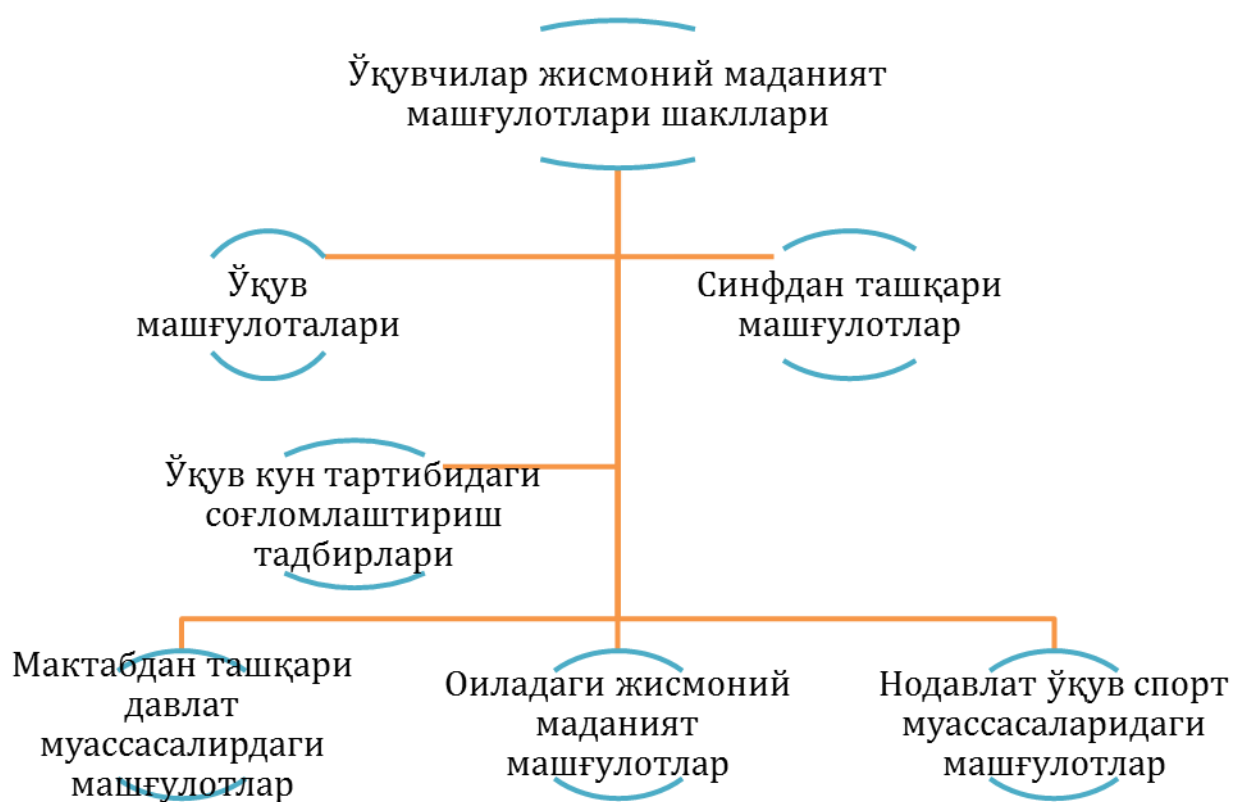 Ўқувчилар жисмоний маданият
машғулотлари шакллари
Ўқув
машғулоталари
Синфдан ташқари
машғулотлар
Ўқув кун тартибидаги
соғломлаштириш
тадбирлари
Мактабдан ташқари
давлат
муассасалирдаги
машғулотлар
Оиладаги жисмоний
маданият
машғулотлар
Нодавлат ўқув спорт
муассасаларидаги
машғулотлар